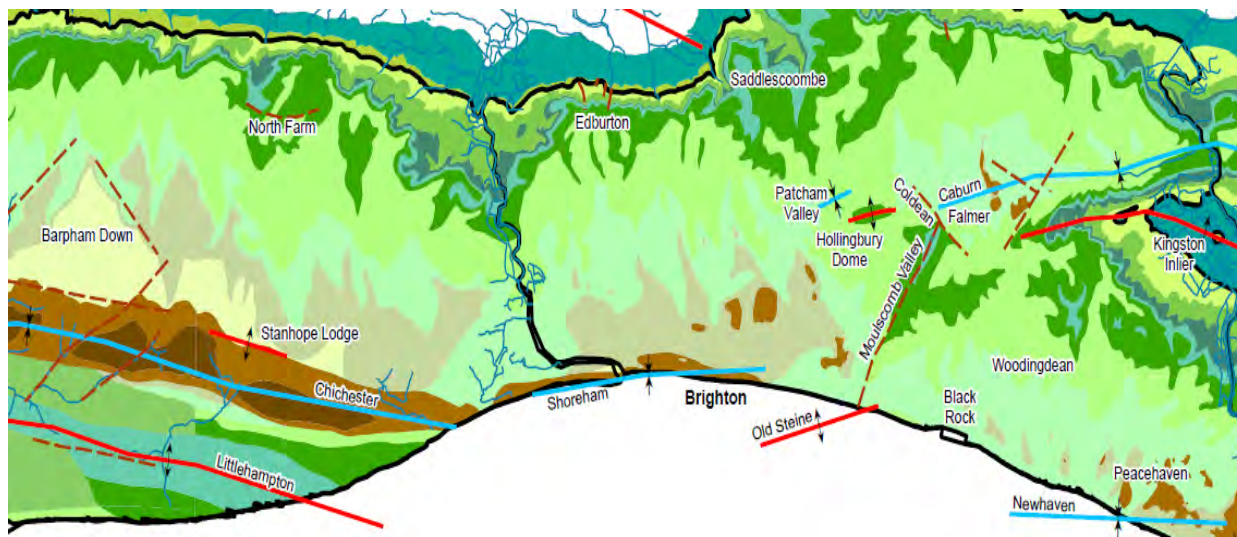 Saddlescoombe
North Farm
Edburton
Patcham
Valley
Coldean
Caburn
Falmer
Hollingbury
Dome
Kingston
Inlier
Barpham Down
Moulscomb Valley
Stanhope Lodge
Woodingdean
Chichester
Shoreham
Brighton
Black
Rock
Old Steine
Littlehampton
Peacehaven
Newhaven